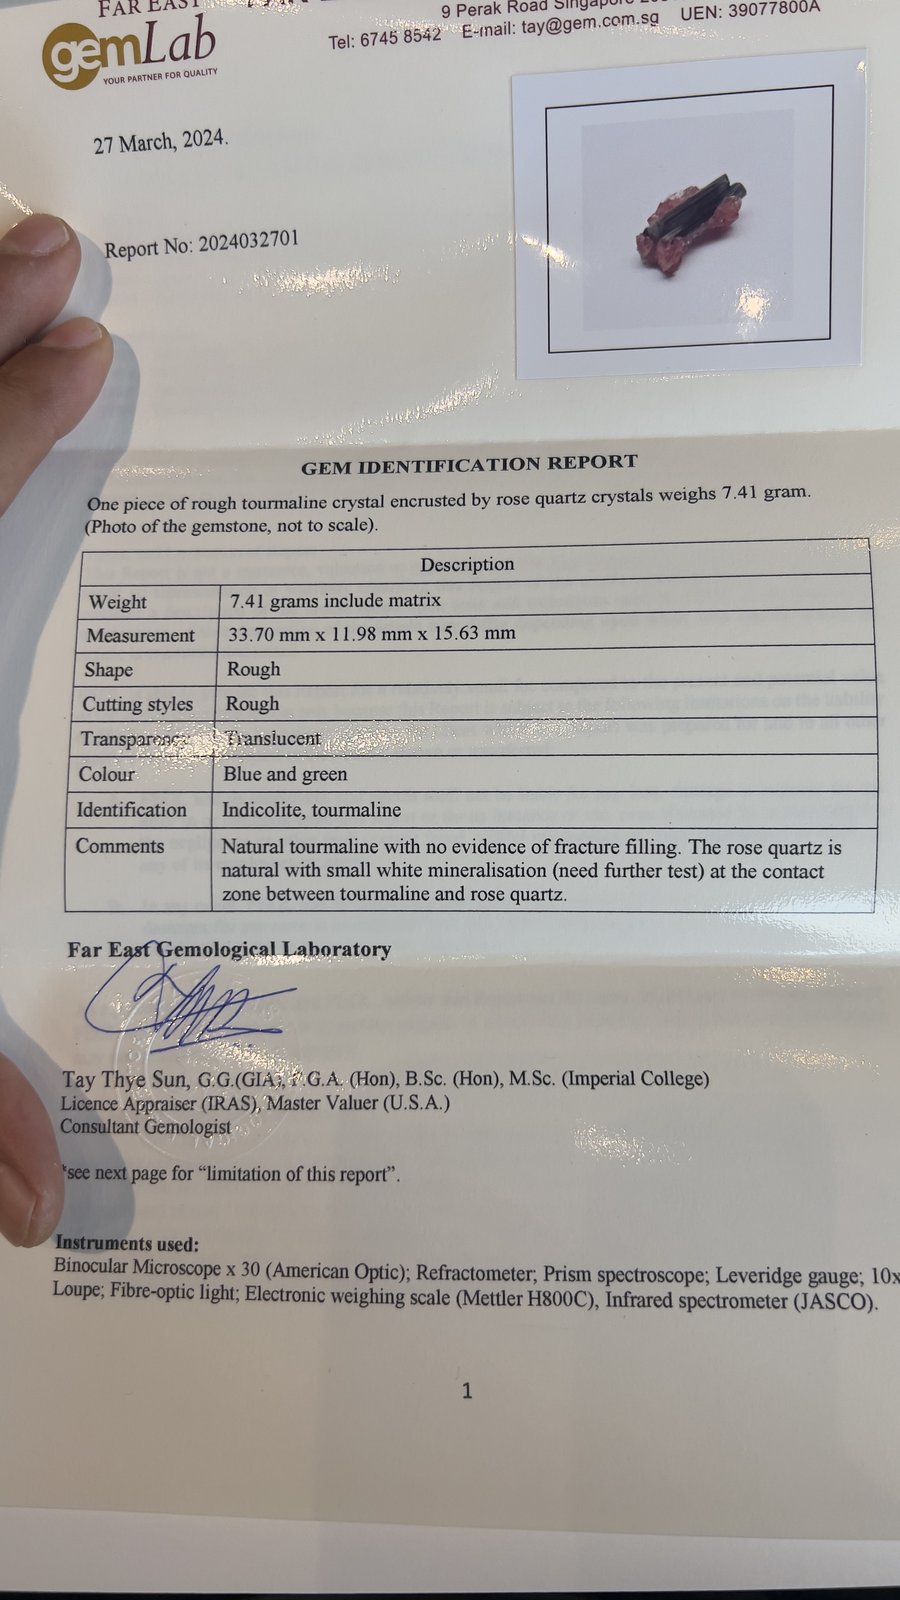 FAR EAST
gemLab
YOUR PARTNER FOR QUALITY
9 Perak Road Singapore
Tel: 6745 8542 E-mail: tay@gem.com.sg UEN: 39077800A
27 March, 2024.
Report No: 2024032701
GEM IDENTIFICATION REPORT
One piece of rough tourmaline crystal encrusted by rose quartz crystals weighs 7.41 gram.
(Photo of the gemstone, not to scale).
Description
Weight 7.41 grams include matrix
Measurement 33.70 mm x 11.98 mm x 15.63 mm
Shape Rough
Cutting styles Rough
Transparency Translucent
Colour Blue and green
Identification Indicolite, tourmaline
Comments Natural tourmaline with no evidence of fracture filling. The rose quartz is
natural with small white mineralisation (need further test) at the contact
zone between tourmaline and rose quartz.
Far East Gemological Laboratory
Tay Thye Sun, G.G.(GIA), F.G.A. (Hon), B.Sc. (Hon), M.Sc. (Imperial College)
Licence Appraiser (IRAS), Master Valuer (U.S.A.)
Consultant Gemologist
*see next page for “limitation of this report”.
Instruments used:
Binocular Microscope x 30 (American Optic); Refractometer; Prism spectroscope; Leveridge gauge; 10x
Loupe; Fibre-optic light; Electronic weighing scale (Mettler H800C), Infrared spectrometer (JASCO).
1